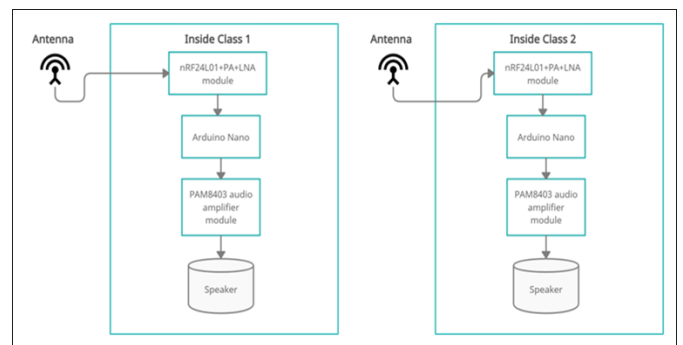 Antenna
Inside Class 1
nRF24L01+PA+LNA
module
Arduino Nano
PAM8403 audio
amplifier
module
Speaker
Antenna
Inside Class 2
nRF24L01+PA+LNA
module
Arduino Nano
PAM8403 audio
amplifier
module
Speaker